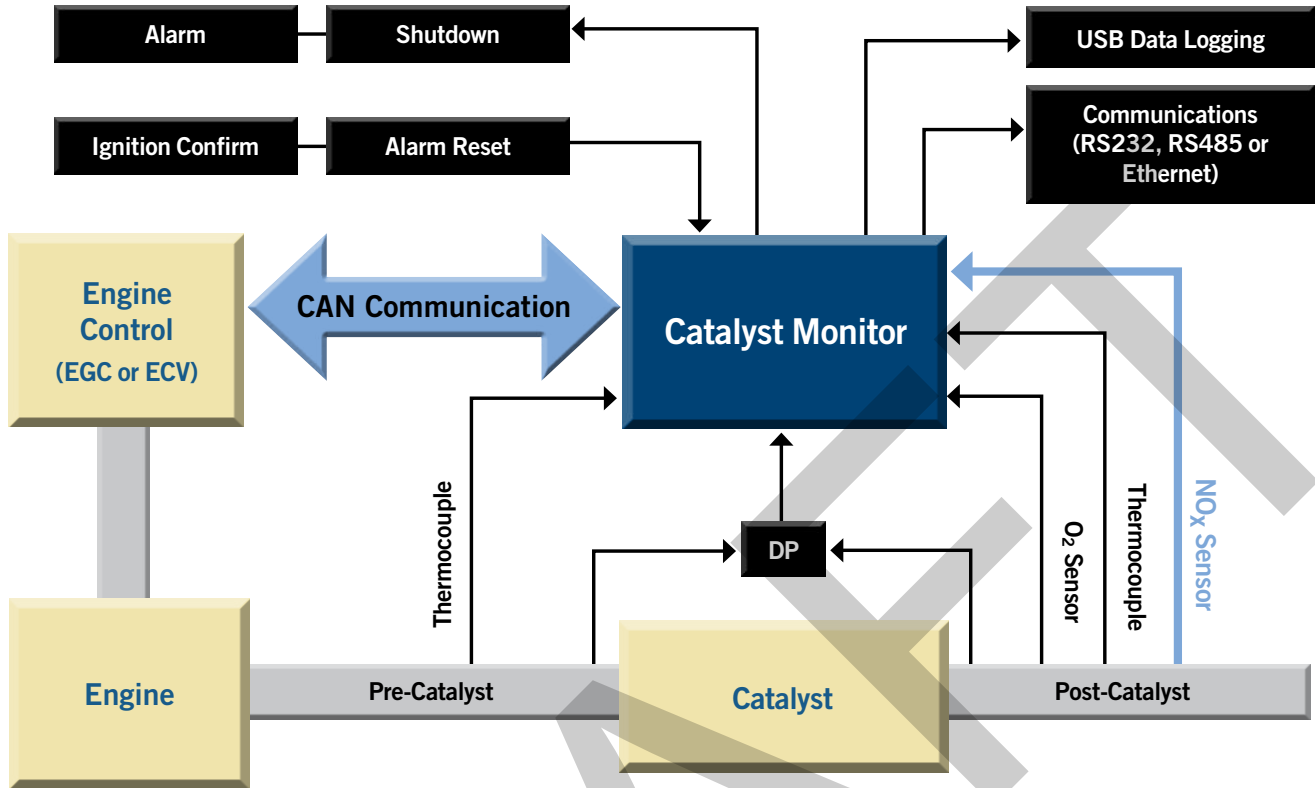 Alarm
Shutdown
USB Data Logging
Ignition Confirm
Alarm Reset
Communications
(RS232, RS485 or
Ethernet)
Engine
Control
(EGC or ECV)
CAN Communication
Catalyst Monitor
Thermocouple
DP
O₂ Sensor
Thermocouple
NOₓ Sensor
Engine
Pre-Catalyst
Catalyst
Post-Catalyst